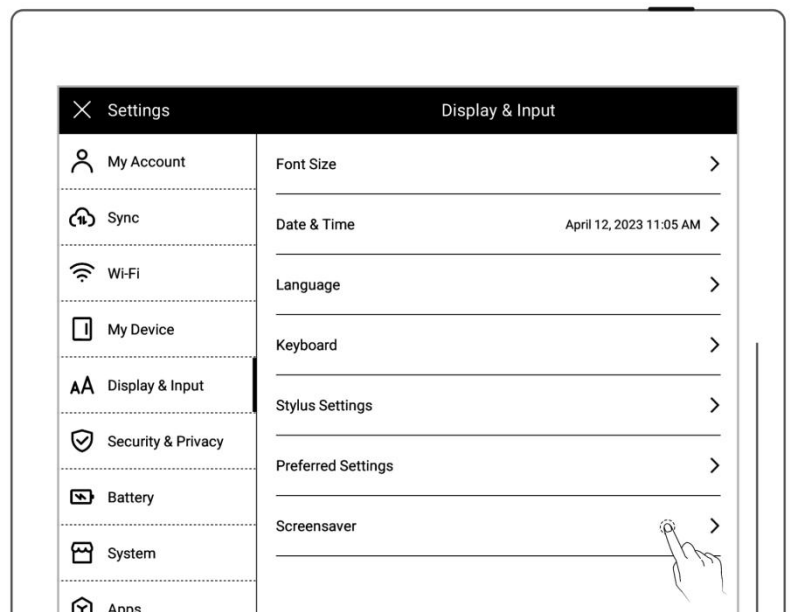 Settings
Display & Input
My Account
Sync
Wi-Fi
My Device
Display & Input
Security & Privacy
Battery
System
Apps
Font Size
Date & Time April 12, 2023 11:05 AM
Language
Keyboard
Stylus Settings
Preferred Settings
Screensaver